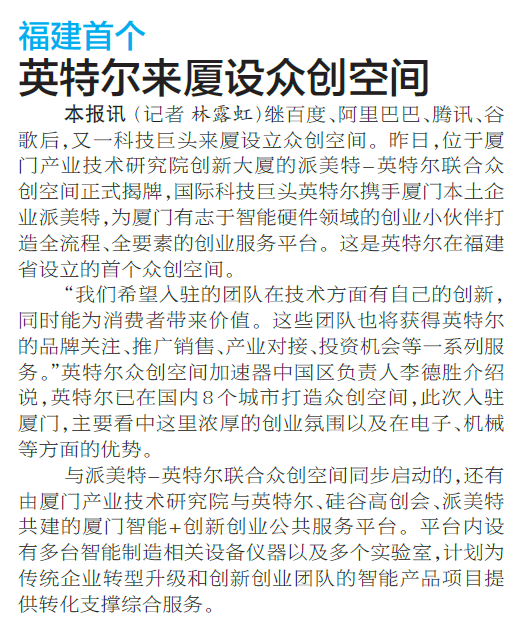 福建首个
英特尔来厦设众创空间
本报讯（记者 林露虹)继百度、阿里巴巴、腾讯、谷
歌后，又一科技巨头来厦设立众创空间。昨日，位于厦
门产业技术研究院创新大厦的派美特–英特尔联合众
创空间正式揭牌，国际科技巨头英特尔携手厦门本土企
业派美特，为厦门有志于智能硬件领域的创业小伙伴打
造全流程、全要素的创业服务平台。这是英特尔在福建
省设立的首个众创空间。
“我们希望入驻的团队在技术方面有自己的创新，
同时能为消费者带来价值。这些团队也将获得英特尔
的品牌关注、推广销售、产业对接、投资机会等一系列服
务。”英特尔众创空间加速器中国区负责人李德胜介绍
说，英特尔已在国内8个城市打造众创空间，此次入驻
厦门，主要看中这里浓厚的创业氛围以及在电子、机械
等方面的优势。
与派美特–英特尔联合众创空间同步启动的，还有
由厦门产业技术研究院与英特尔、硅谷高创会、派美特
共建的厦门智能+创新创业公共服务平台。平台内设
有多台智能制造相关设备仪器以及多个实验室，计划为
传统企业转型升级和创新创业团队的智能产品项目提
供转化支撑综合服务。